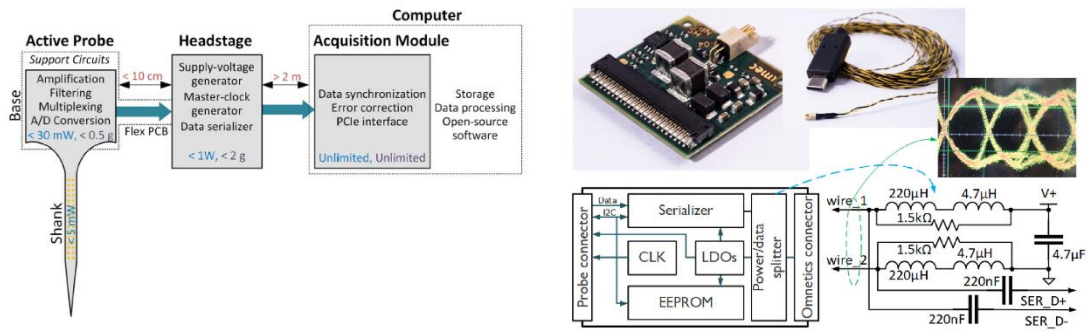 Computer
Active Probe
Headstage
Acquisition Module
Support Circuits
Amplification
Filtering
Multiplexing
A/D Conversion
< 30 mW, < 0.5 g
Base
< 10 cm
Flex PCB
Supply-voltage
generator
Master-clock
generator
Data serializer
< 1W, < 2 g
> 2 m
Data synchronization
Error correction
PCIe interface
Unlimited, Unlimited
Storage
Data processing
Open-source
software
Shank
< 5 mW
Probe connector
Data
I2C
Serializer
CLK
LDOs
EEPROM
Power/data
splitter
Omnetics connector
wire_1
220μH
4.7μH
V+
1.5kΩ
1.5kΩ
4.7μF
wire_2
4.7μH
220μH
220nF
SER_D+
SER_D-
220nF